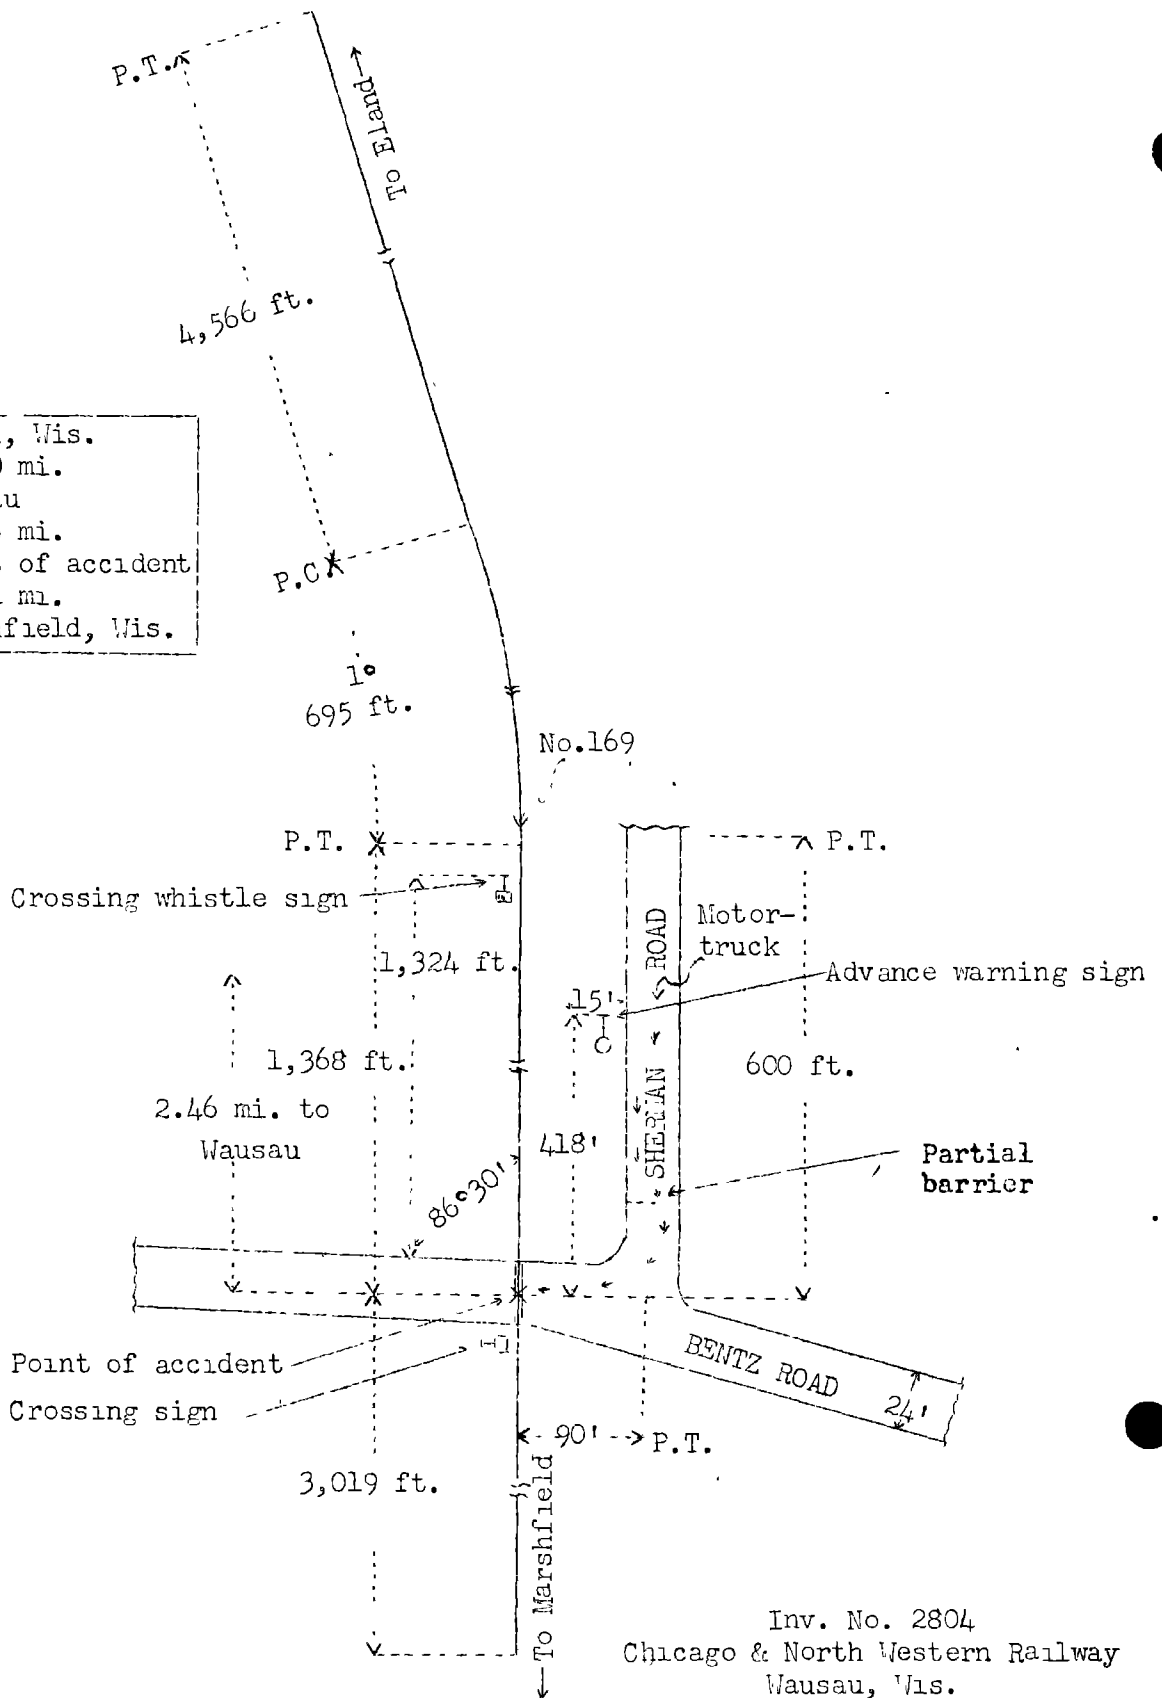 P.T.
To Eland
4,566 ft.
, Wis.
mi.
mi.
of accident
mi.
field, Wis.
P.C.
1°
695 ft.
No.169
P.T.
P.T.
Crossing whistle sign
Motor-
truck
1,324 ft.
ROAD
Advance warning sign
15'
1,368 ft.
600 ft.
2.46 mi. to
Wausau
SHERMAN
418'
Partial
barrier
86°30'
Point of accident
BENTZ ROAD
Crossing sign
24'
90'
P.T.
3,019 ft.
To Marshfield
Inv. No. 2804
Chicago & North Western Railway
Wausau, Wis.